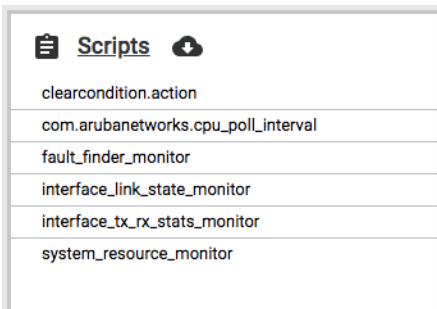 Scripts
clearcondition.action
com.arubanetworks.cpu_poll_interval
fault_finder_monitor
interface_link_state_monitor
interface_tx_rx_stats_monitor
system_resource_monitor